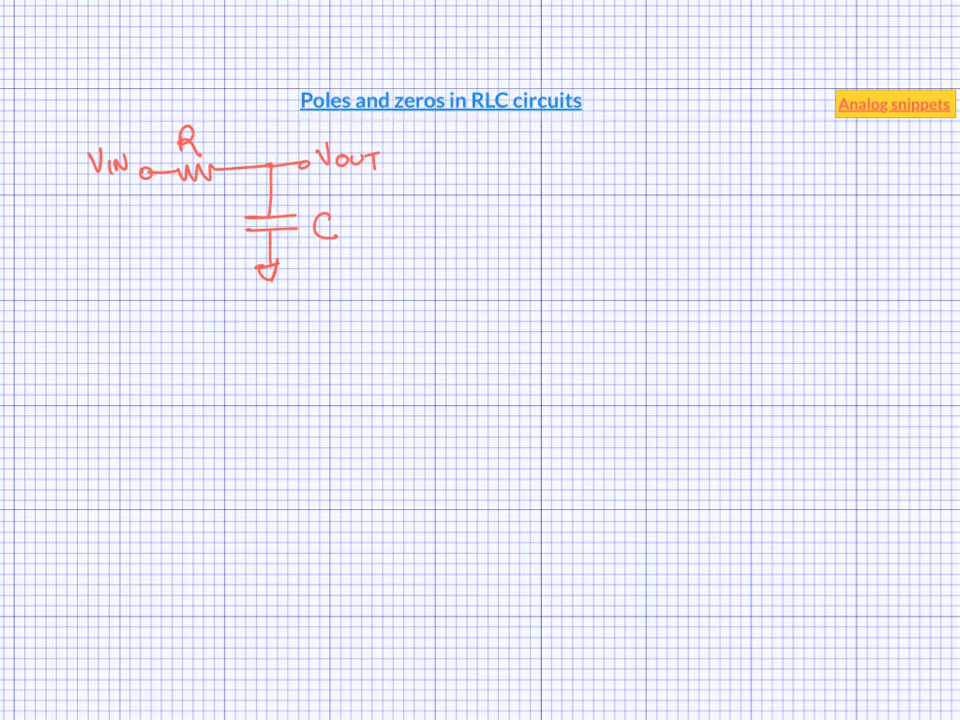 Poles and zeros in RLC circuits
Analog snippets
R
VIN
VOUT
C